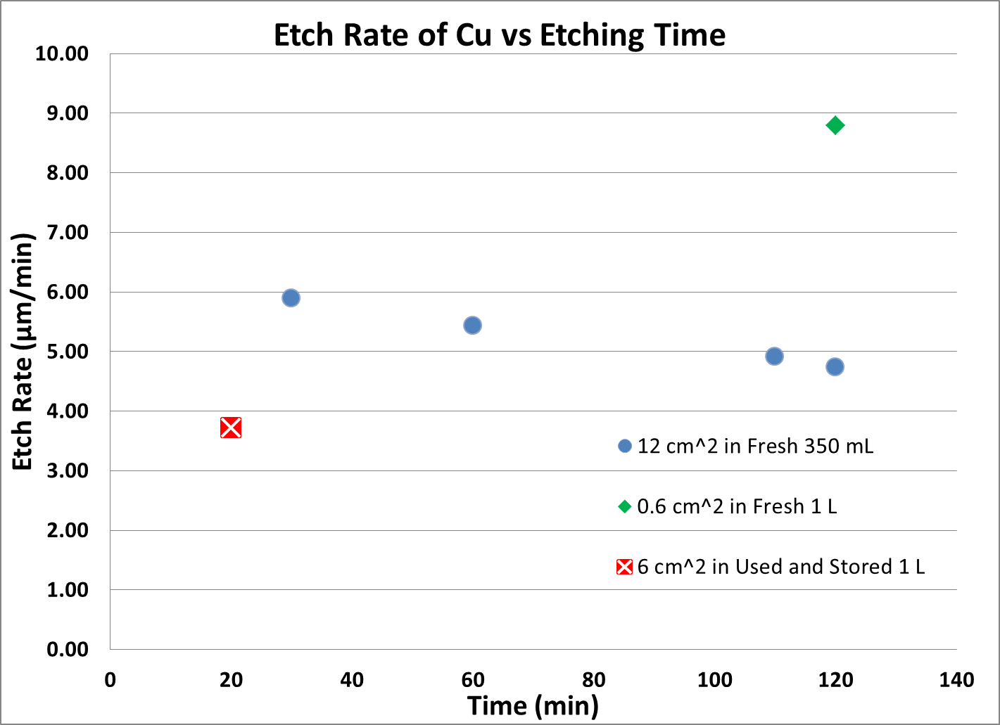 Etch Rate of Cu vs Etching Time
10.00
9.00
8.00
7.00
6.00
5.00
4.00
3.00
2.00
1.00
0.00
Etch Rate (μm/min)
12 cm^2 in Fresh 350 mL
0.6 cm^2 in Fresh 1 L
6 cm^2 in Used and Stored 1 L
0 20 40 60 80 100 120 140
Time (min)